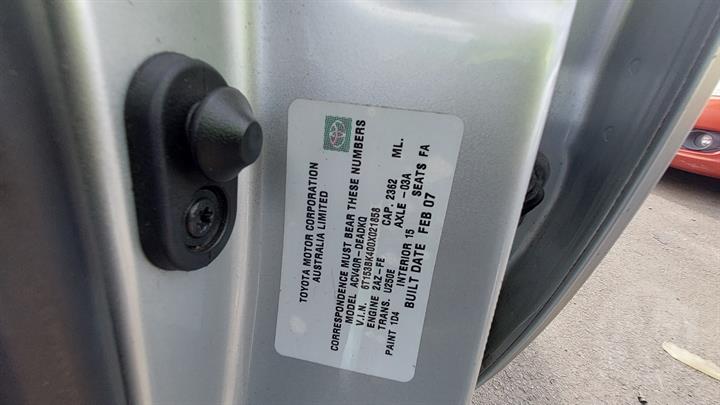 TOYOTA MOTOR CORPORATION
AUSTRALIA LIMITED
CORRESPONDENCE MUST BEAR THESE NUMBERS
MODEL ACV40R-DEADKQ
V.I.N. 6T153BK400X021858
ENGINE 2AZ-FE CAP. 2362 ML.
TRANS. U250E AXLE -03A
PAINT 1D4 INTERIOR 15 SEATS FA
BUILT DATE FEB 07